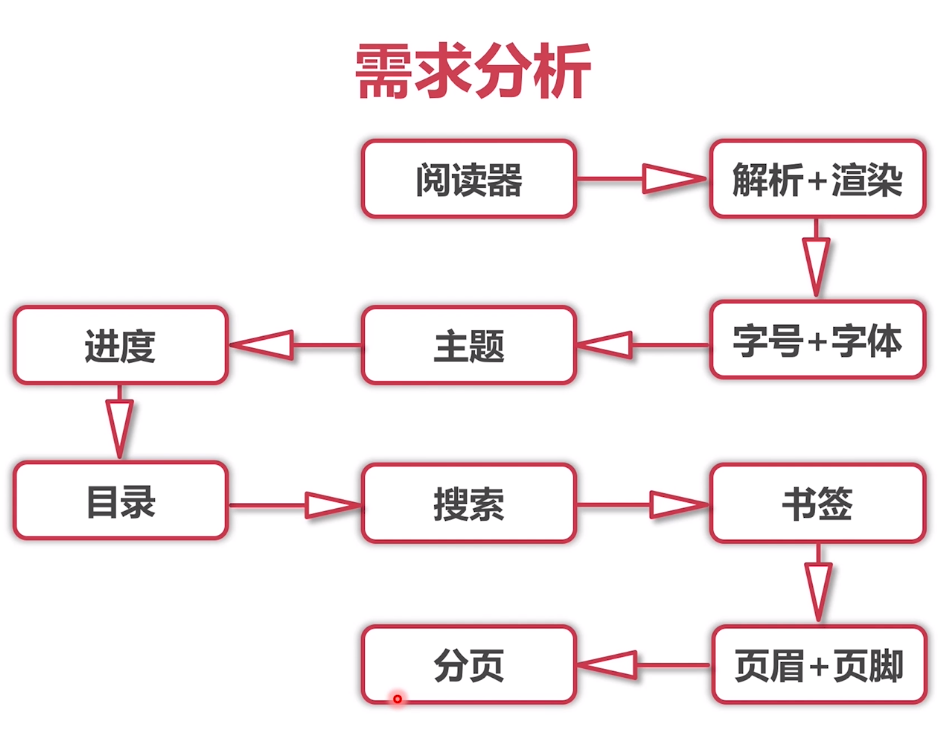 需求分析
阅读器
解析+渲染
字号+字体
主题
进度
目录
搜索
书签
页眉+页脚
分页